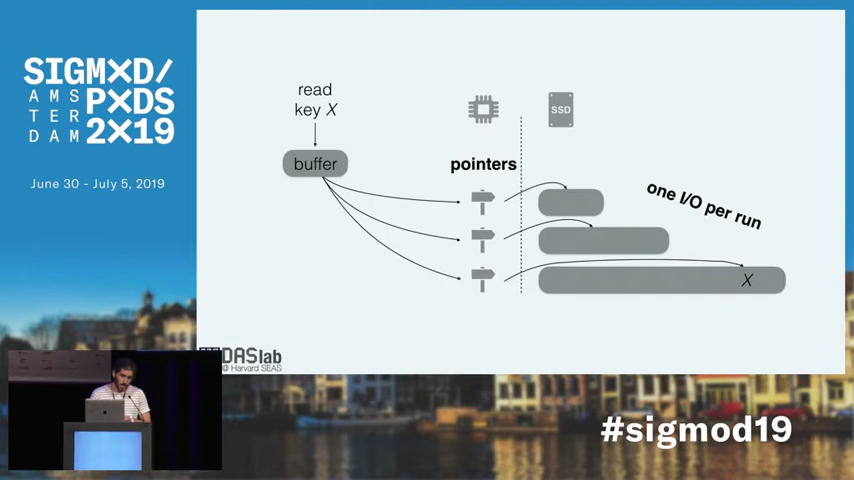 SIGMXD/
AMS PXDS
TER
DAM 2X19
June 30 - July 5, 2019
read
key X
SSD
buffer
pointers
one I/O per run
X
DASlab
@ Harvard SEAS
#sigmod19